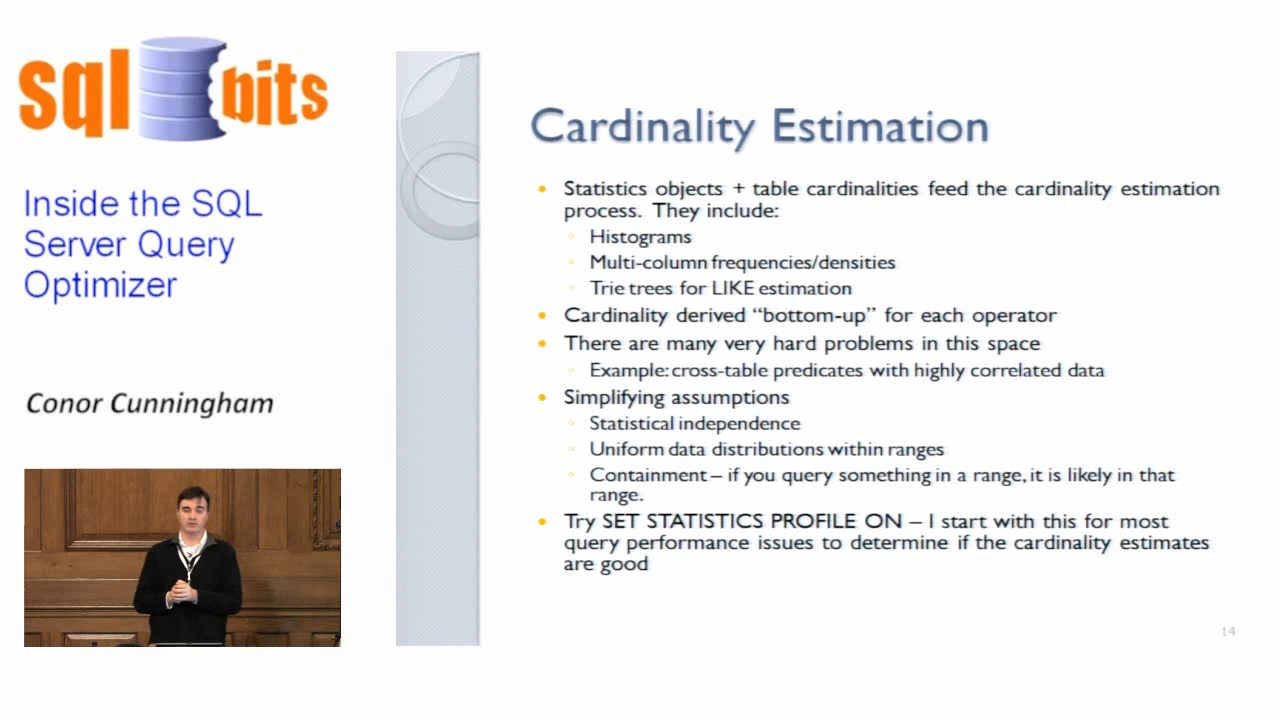 sql bits
Inside the SQL
Server Query
Optimizer
Conor Cunningham
Cardinality Estimation
Statistics objects + table cardinalities feed the cardinality estimation
process. They include:
Histograms
Multi-column frequencies/densities
Trie trees for LIKE estimation
Cardinality derived “bottom-up” for each operator
There are many very hard problems in this space
Example: cross-table predicates with highly correlated data
Simplifying assumptions
Statistical independence
Uniform data distributions within ranges
Containment – if you query something in a range, it is likely in that
range.
Try SET STATISTICS PROFILE ON – I start with this for most
query performance issues to determine if the cardinality estimates
are good
14